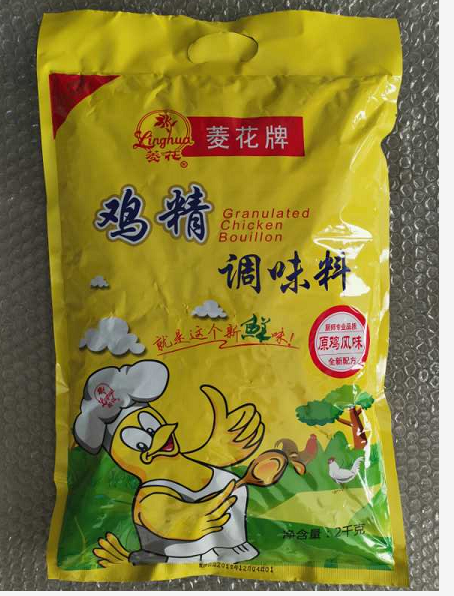 Linghua
菱花
®
菱花牌
鸡精
Granulated
Chicken
Bouillon
调味料
就是这个新鲜味!
厨师专业品质
原鸡风味
全新配方
净含量:2千克